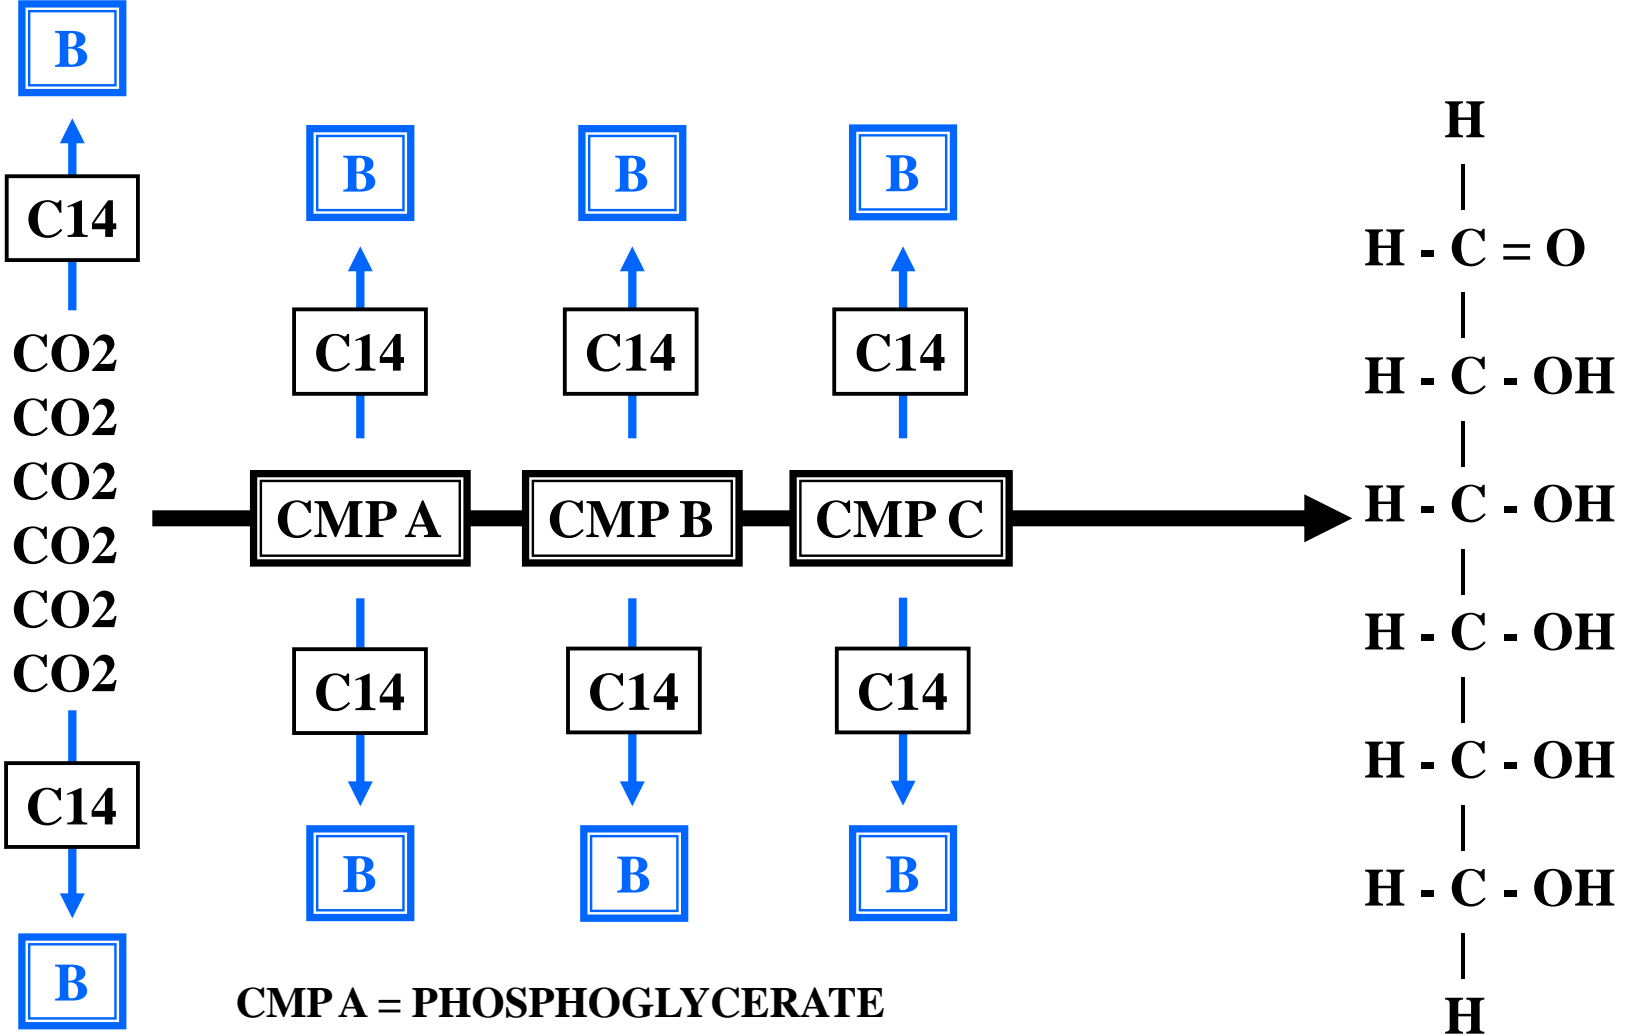 B
C14
CO2
CO2
CO2
CO2
CO2
CO2
C14
B
B B B
C14 C14 C14
CMP A CMP B CMP C
C14 C14 C14
B B B
CMP A = PHOSPHOGLYCERATE
H
H - C = O
H - C - OH
H - C - OH
H - C - OH
H - C - OH
H - C - OH
H